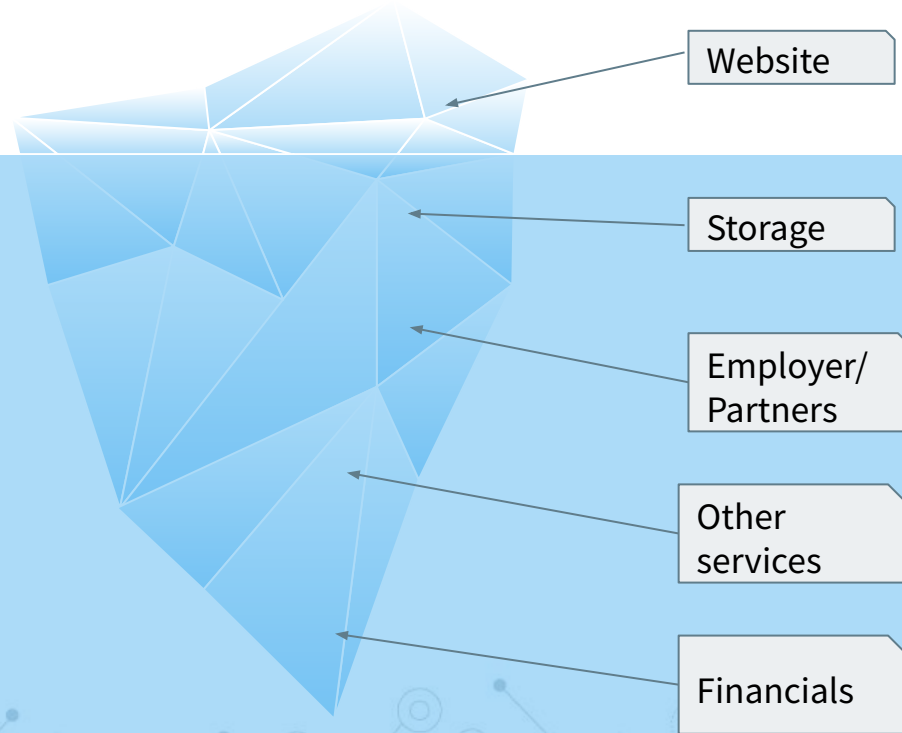 Website
Storage
Employer/
Partners
Other
services
Financials